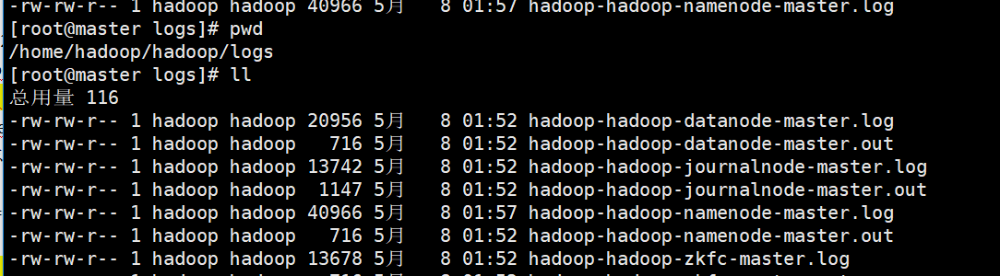 -rw-rw-r-- 1 hadoop hadoop 40966 5月   8 01:57 hadoop-hadoop-namenode-master.log
[root@master logs]# pwd
/home/hadoop/hadoop/logs
[root@master logs]# ll
总用量 116
-rw-rw-r-- 1 hadoop hadoop 20956 5月   8 01:52 hadoop-hadoop-datanode-master.log
-rw-rw-r-- 1 hadoop hadoop   716 5月   8 01:52 hadoop-hadoop-datanode-master.out
-rw-rw-r-- 1 hadoop hadoop 13742 5月   8 01:52 hadoop-hadoop-journalnode-master.log
-rw-rw-r-- 1 hadoop hadoop  1147 5月   8 01:52 hadoop-hadoop-journalnode-master.out
-rw-rw-r-- 1 hadoop hadoop 40966 5月   8 01:57 hadoop-hadoop-namenode-master.log
-rw-rw-r-- 1 hadoop hadoop   716 5月   8 01:52 hadoop-hadoop-namenode-master.out
-rw-rw-r-- 1 hadoop hadoop 13678 5月   8 01:52 hadoop-hadoop-zkfc-master.log